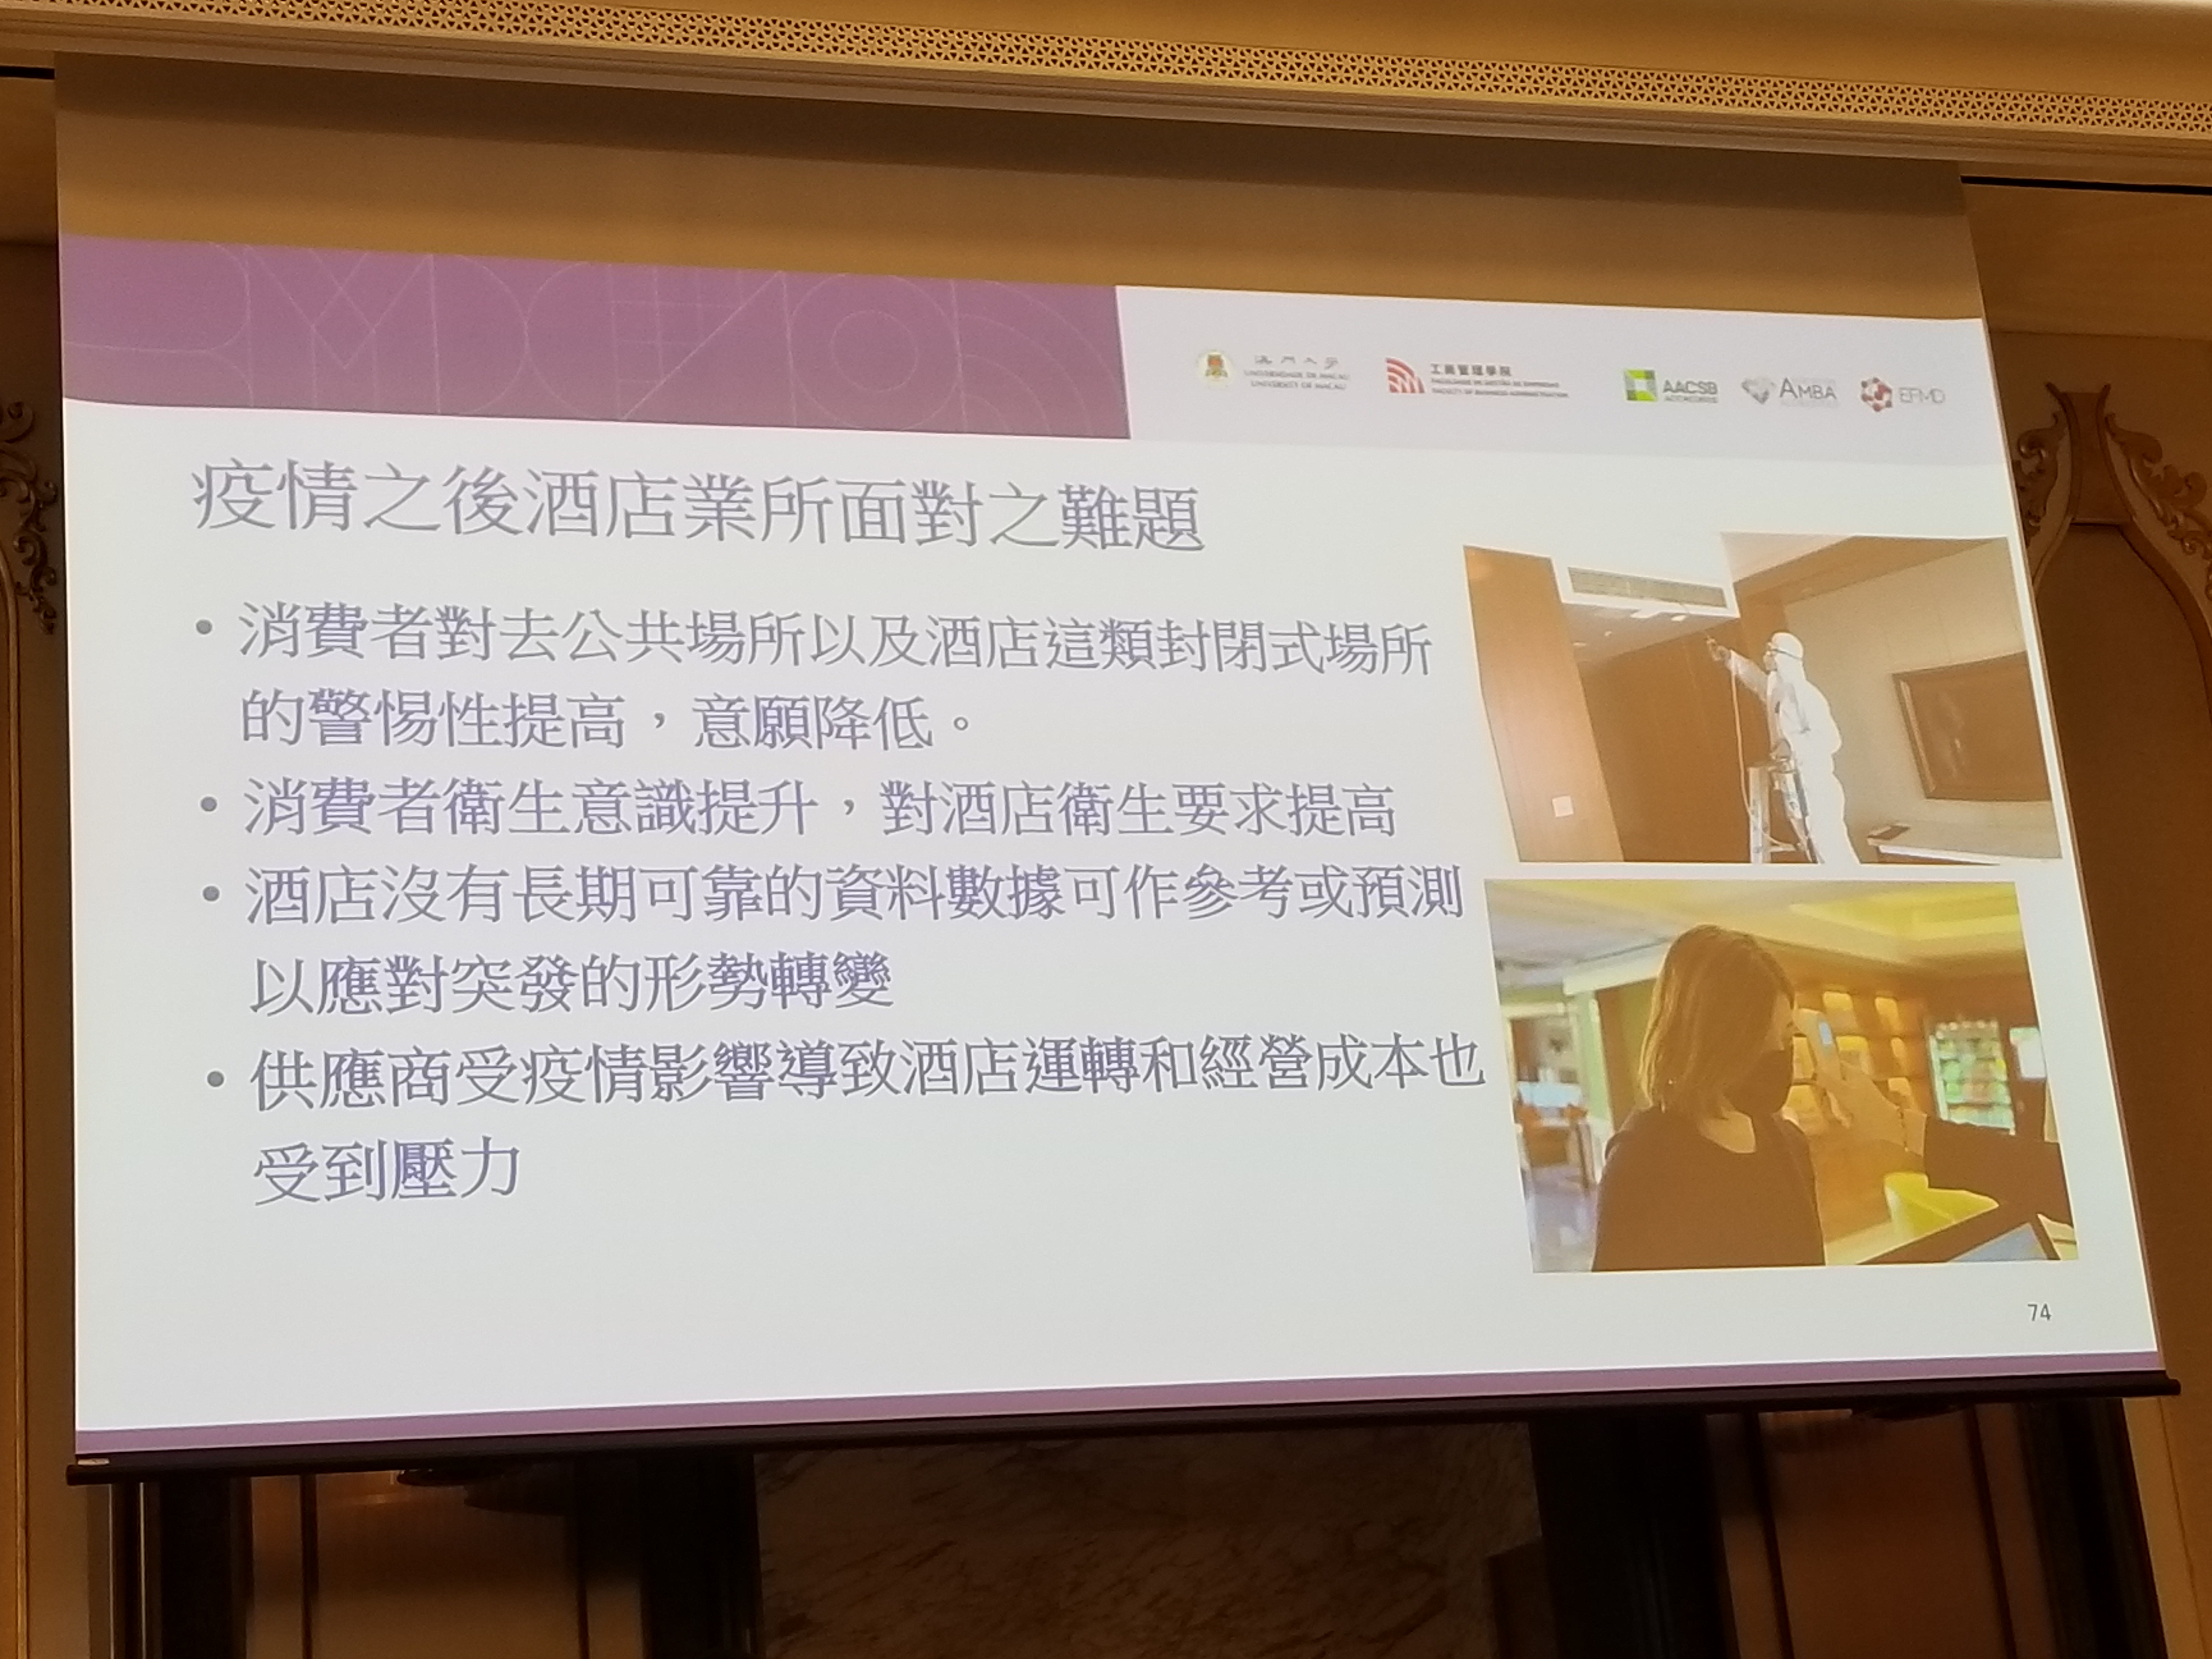 澳門大學
UNIVERSIDADE DE MACAU
UNIVERSITY OF MACAU
工商管理學院
FACULDADE DE GESTÃO DE EMPRESAS
FACULTY OF BUSINESS ADMINISTRATION
AACSB
ACCREDITED
AMBA
EFMD
疫情之後酒店業所面對之難題
• 消費者對去公共場所以及酒店這類封閉式場所
的警惕性提高，意願降低。
• 消費者衛生意識提升，對酒店衛生要求提高
• 酒店沒有長期可靠的資料數據可作參考或預測
以應對突發的形勢轉變
• 供應商受疫情影響導致酒店運轉和經營成本也
受到壓力
74